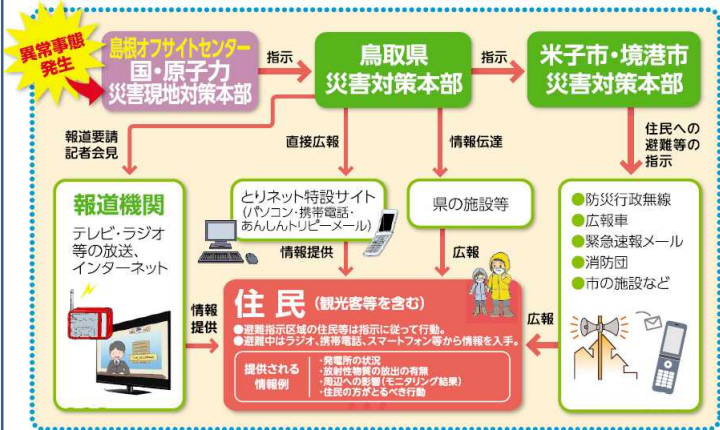 異常事態
発生
島根オフサイトセンター
国・原子力
災害現地対策本部
指示
鳥取県
災害対策本部
指示
米子市・境港市
災害対策本部
報道要請
記者会見
直接広報
情報伝達
住民への
避難等の
指示
報道機関
テレビ・ラジオ
等の放送、
インターネット
とりネット特設サイト
(パソコン・携帯電話・
あんしんトリピーメール)
県の施設等
●防災行政無線
●広報車
●緊急速報メール
●消防団
●市の施設など
情報提供
広報
情報
提供
広報
住民(観光客等を含む)
●避難指示区域の住民等は指示に従って行動。
●避難中はラジオ、携帯電話、スマートフォン等から情報を入手。
提供される
情報例
・発電所の状況
・放射性物質の放出の有無
・周辺への影響(モニタリング結果)
・住民の方がとるべき行動